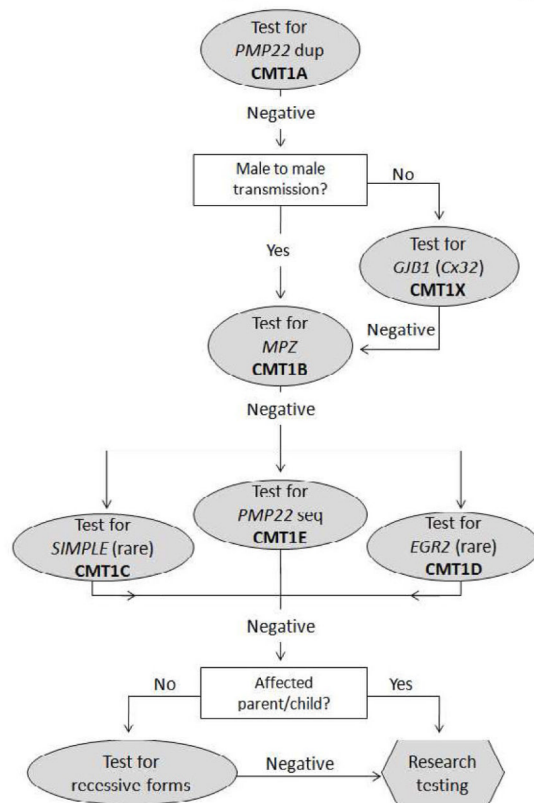 Test for
PMP22 dup
CMT1A
Negative
Male to male
transmission?
No
Yes
Test for
GJB1 (Cx32)
CMT1X
Negative
Test for
MPZ
CMT1B
Negative
Test for
SIMPLE (rare)
CMT1C
Test for
PMP22 seq
CMT1E
Test for
EGR2 (rare)
CMT1D
Negative
No
Affected
parent/child?
Yes
Test for
recessive forms
Negative
Research
testing